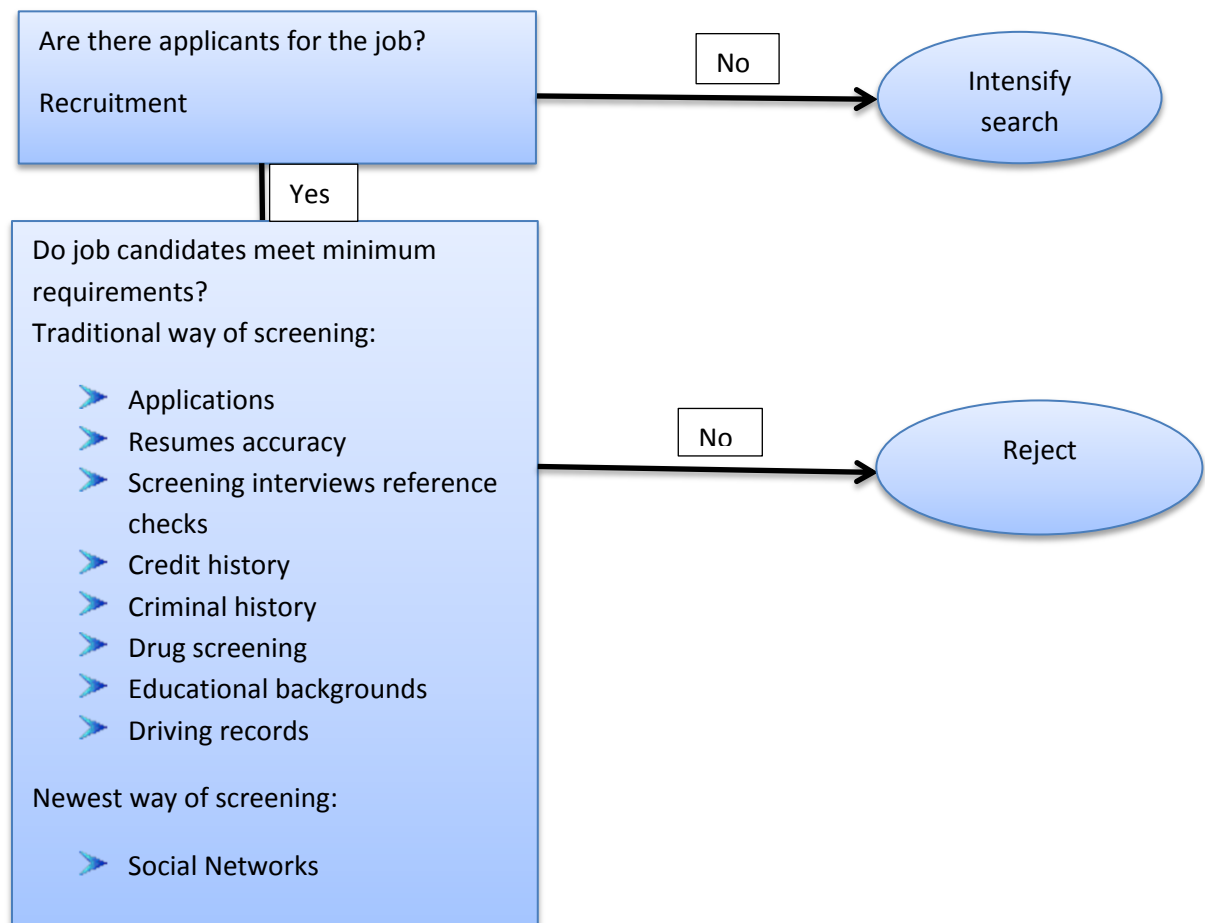 Are there applicants for the job?
No
Intensify
search
Recruitment
Yes
Do job candidates meet minimum
requirements?
Traditional way of screening:
Applications
Resumes accuracy
Screening interviews reference
checks
Credit history
Criminal history
Drug screening
Educational backgrounds
Driving records
No
Reject
Newest way of screening:
Social Networks